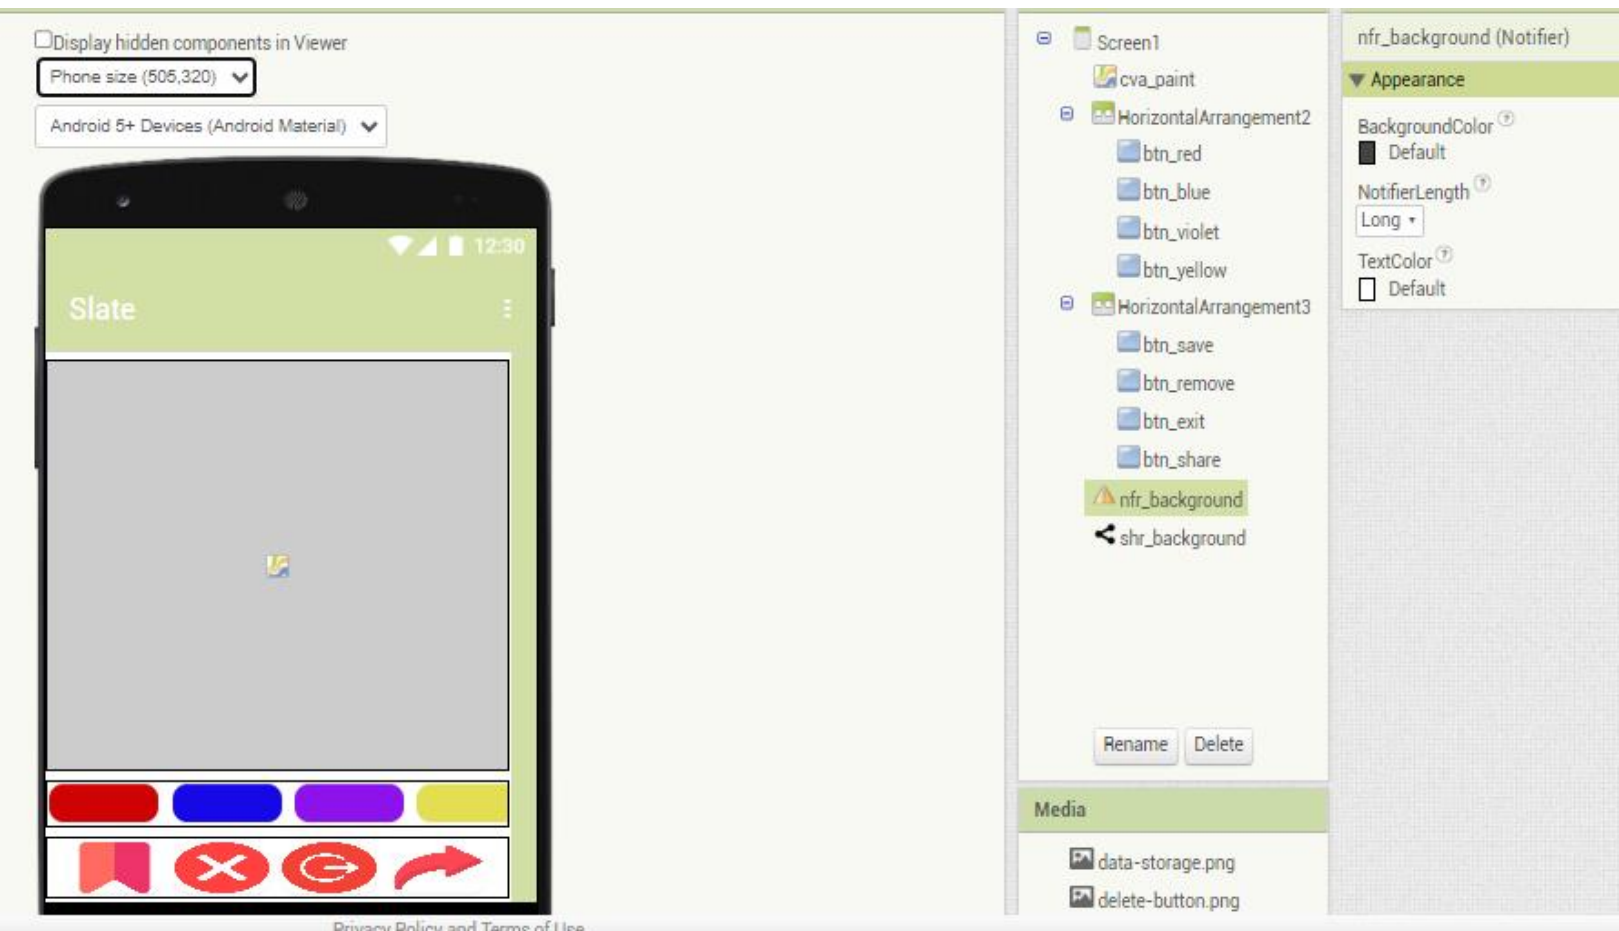 Display hidden components in Viewer
Phone size (505,320)
Android 5+ Devices (Android Material)
12:30
Slate
Screen1
cva_paint
HorizontalArrangement2
btn_red
btn_blue
btn_violet
btn_yellow
HorizontalArrangement3
btn_save
btn_remove
btn_exit
btn_share
nfr_background
shr_background
Rename Delete
Media
data-storage.png
delete-button.png
nfr_background (Notifier)
Appearance
BackgroundColor ?
Default
NotifierLength ?
Long
TextColor ?
Default
Privacy Policy and Terms of Use